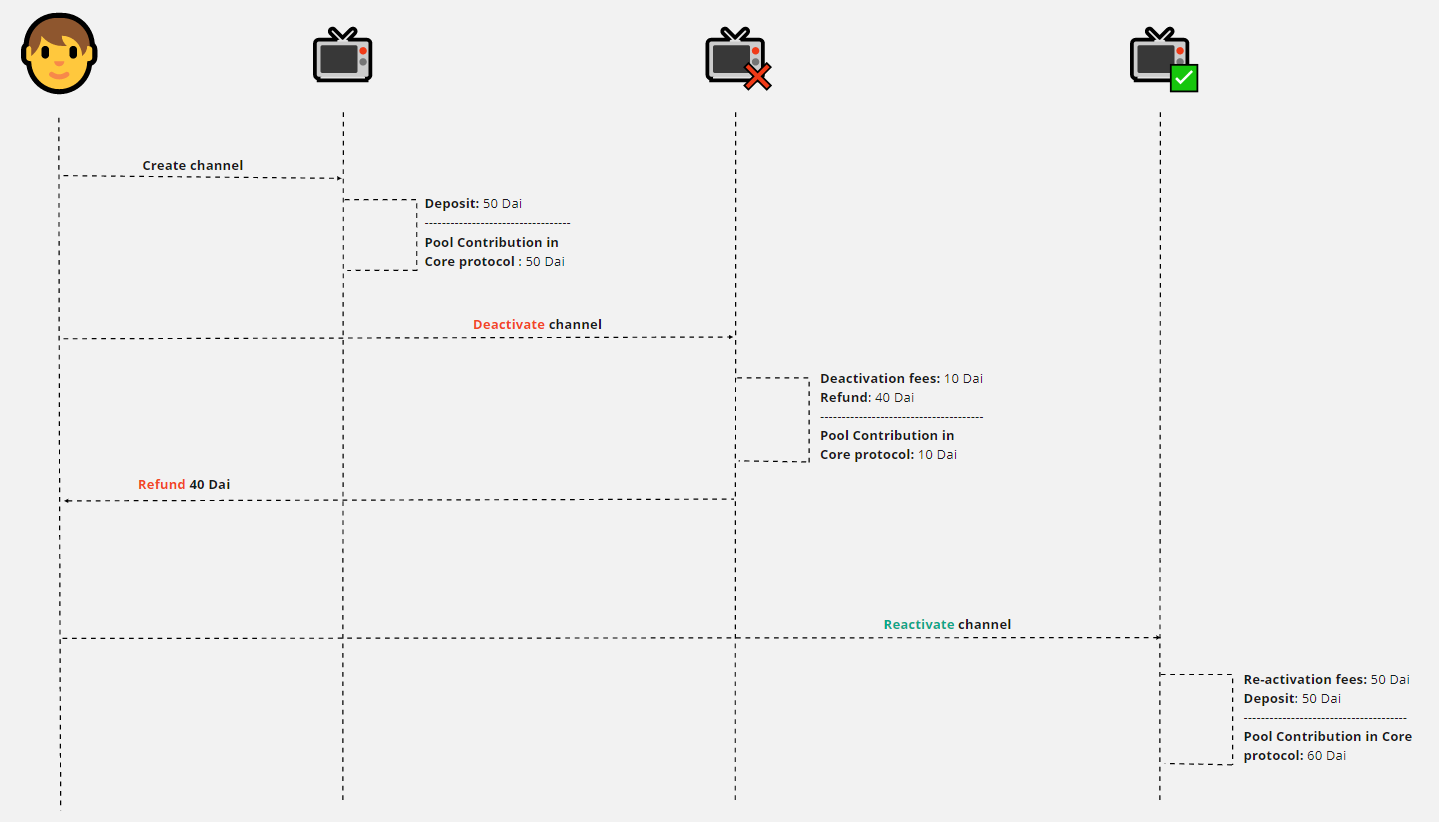 Create channel
Deposit: 50 Dai
----------------------------------
Pool Contribution in
Core protocol : 50 Dai
Deactivate channel
Deactivation fees: 10 Dai
Refund: 40 Dai
--------------------------------------
Pool Contribution in
Core protocol: 10 Dai
Refund 40 Dai
Reactivate channel
Re-activation fees: 50 Dai
Deposit: 50 Dai
--------------------------------------
Pool Contribution in Core
protocol: 60 Dai